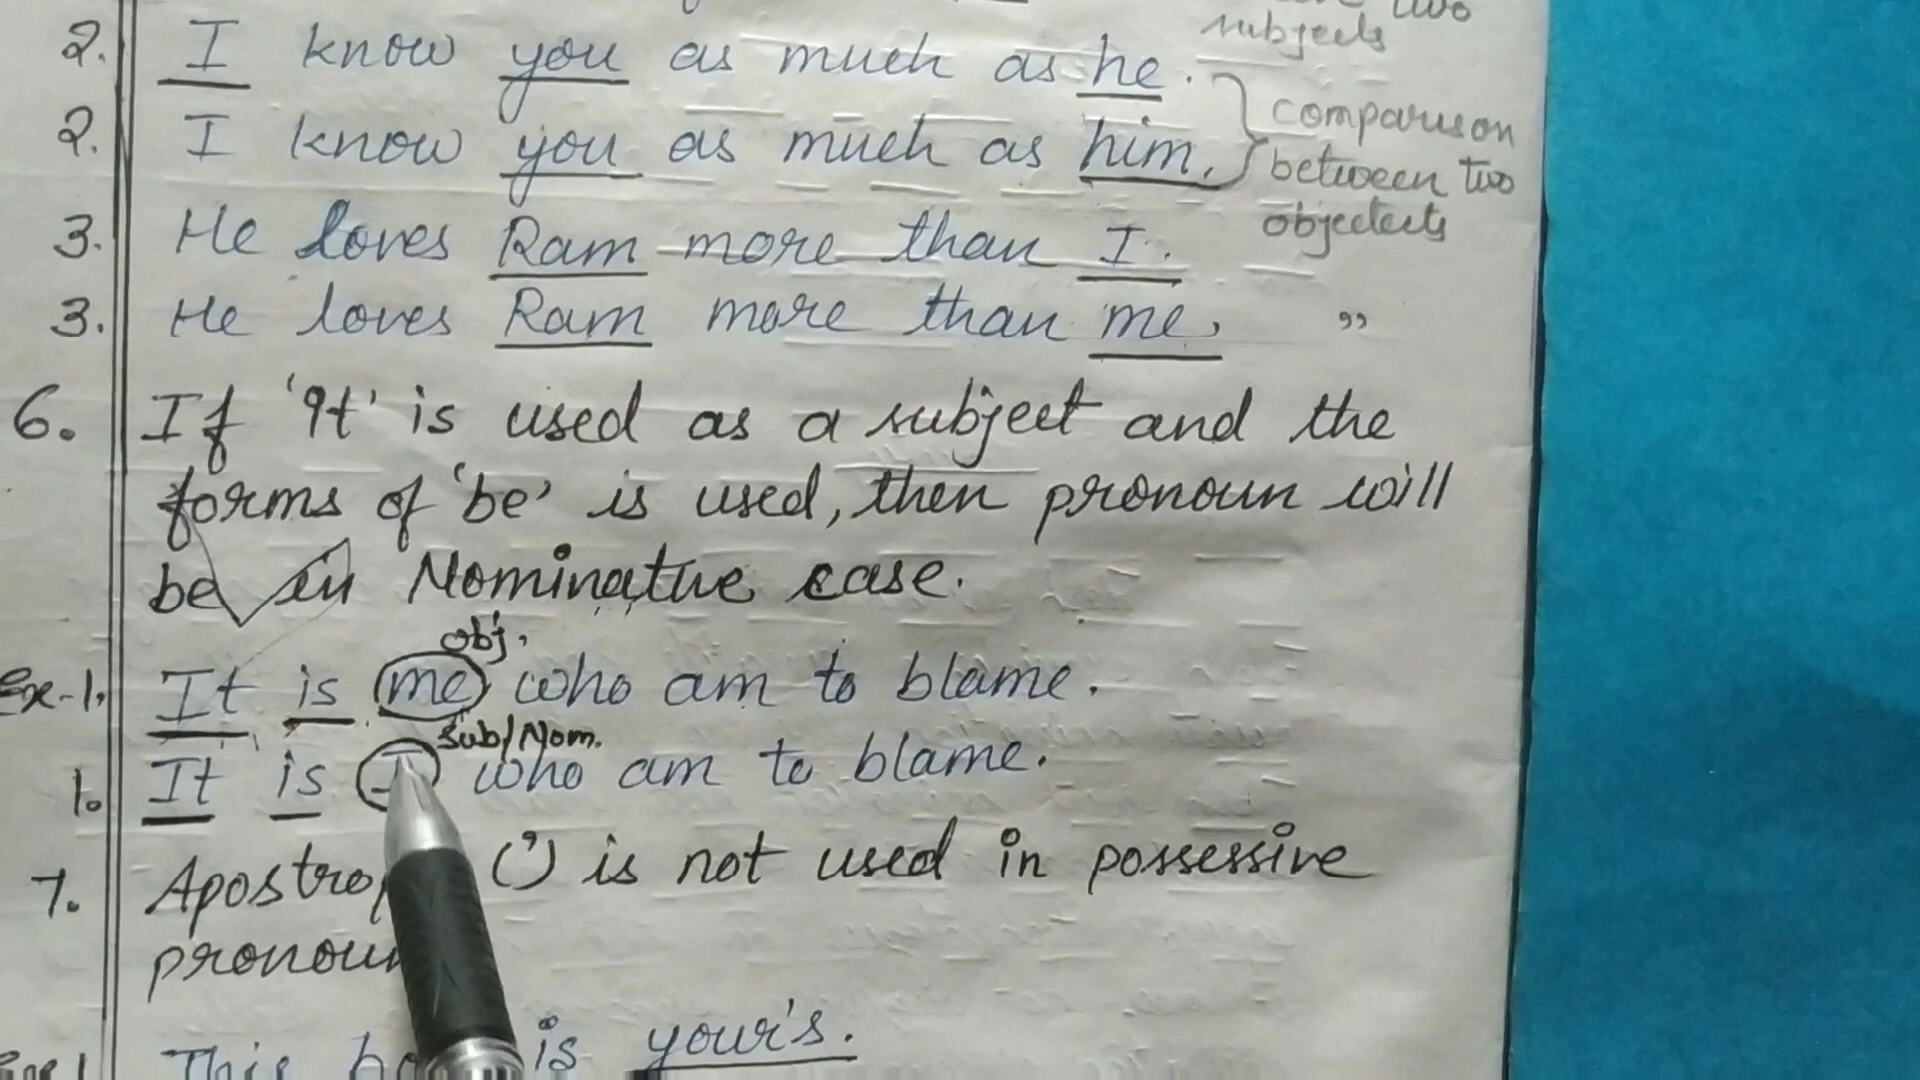 two
subjects
2. I know you as much as he.
2. I know you as much as him.
comparison
between two
objectects
3. He loves Ram more than I.
3. He loves Ram more than me. ,,
6. If 'It' is used as a subject and the
forms of 'be' is used, then pronoun will
be in Nominative case.
obj.
Ex-1. It is me who am to blame.
Sub/Nom.
1. It is I who am to blame.
7. (') is not used in possessive
This is your's.